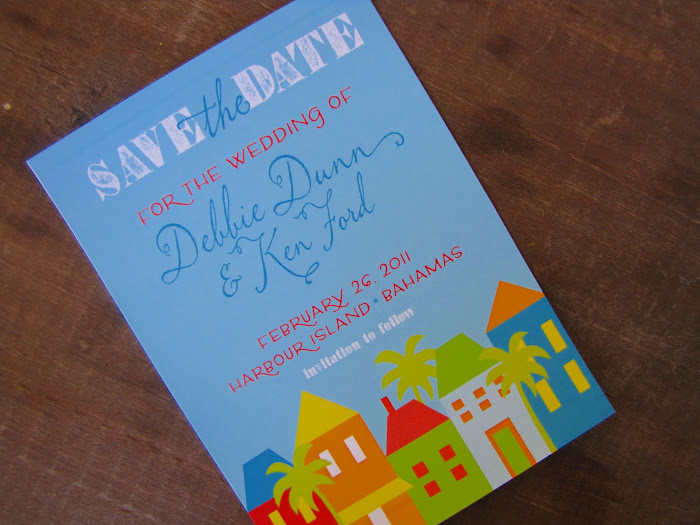 SAVE the DATE
FOR THE WEDDING OF
Debbie Dunn
& Ken Ford
FEBRUARY 26, 2011
HARBOUR ISLAND • BAHAMAS
invitation to follow